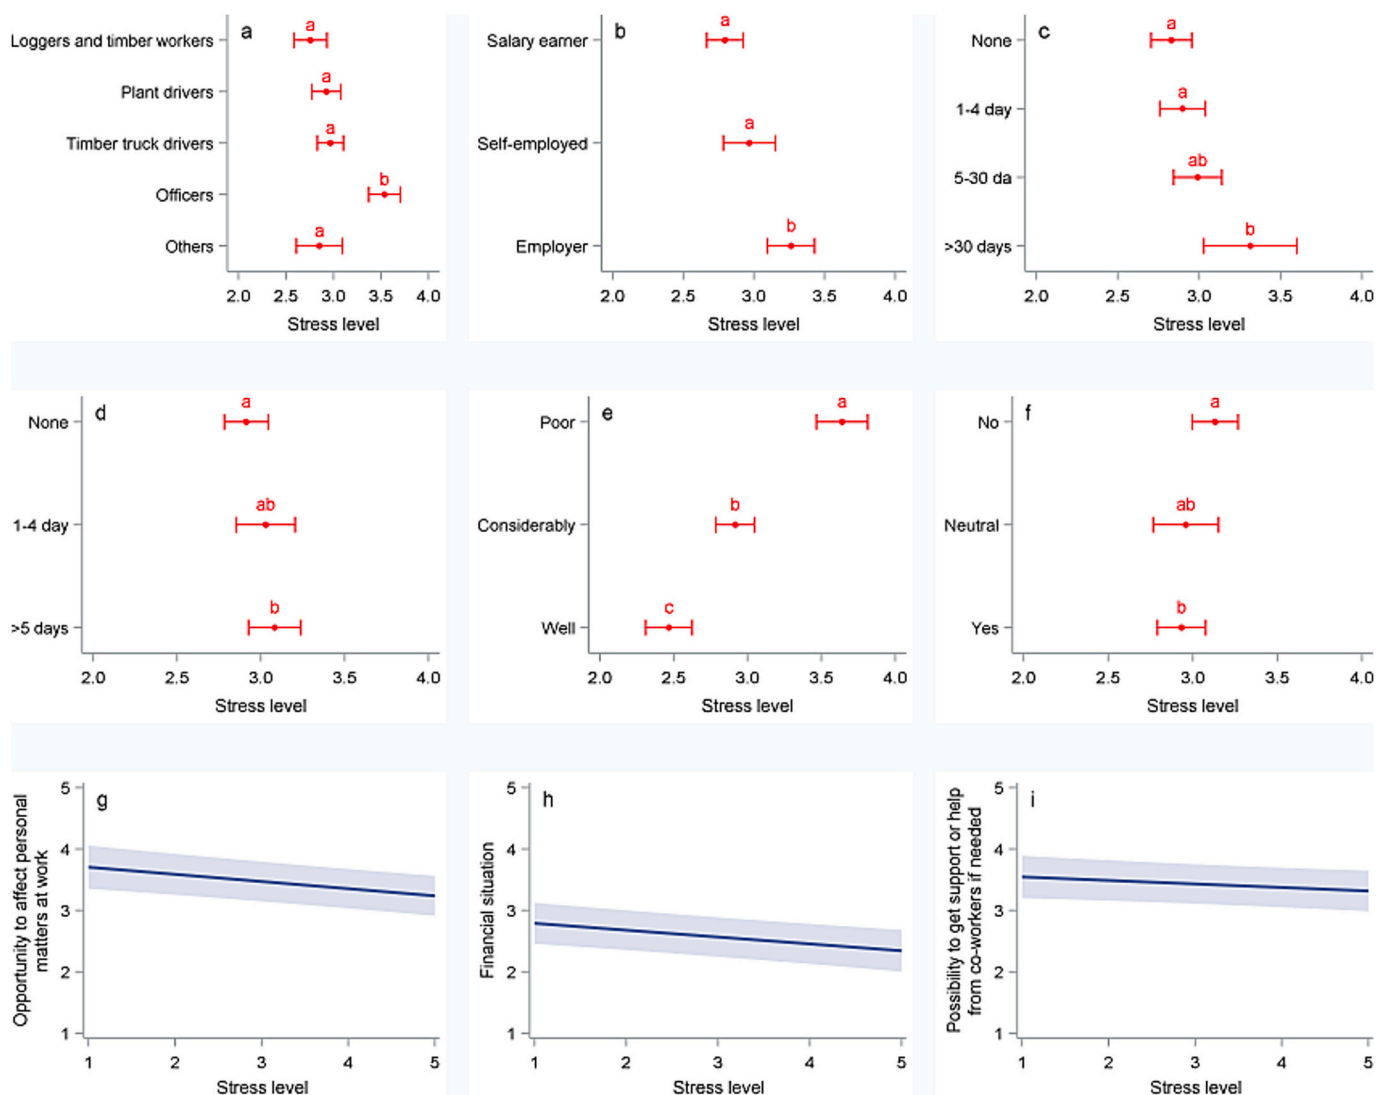 a
Loggers and timber workers
a
Plant drivers
a
Timber truck drivers
a
Officers
b
Others
a
2.0 2.5 3.0 3.5 4.0
Stress level
b
Salary earner
a
Self-employed
a
Employer
b
2.0 2.5 3.0 3.5 4.0
Stress level
c
None
a
1-4 day
a
5-30 da
ab
>30 days
b
2.0 2.5 3.0 3.5 4.0
Stress level
d
None
a
1-4 day
ab
>5 days
b
2.0 2.5 3.0 3.5 4.0
Stress level
e
Poor
a
Considerably
b
Well
c
2.0 2.5 3.0 3.5 4.0
Stress level
f
No
a
Neutral
ab
Yes
b
2.0 2.5 3.0 3.5 4.0
Stress level
g
Opportunity to affect personal
matters at work
5
4
3
2
1
1 2 3 4 5
Stress level
h
Financial situation
5
4
3
2
1
1 2 3 4 5
Stress level
i
Possibility to get support or help
from co-workers if needed
5
4
3
2
1
1 2 3 4 5
Stress level